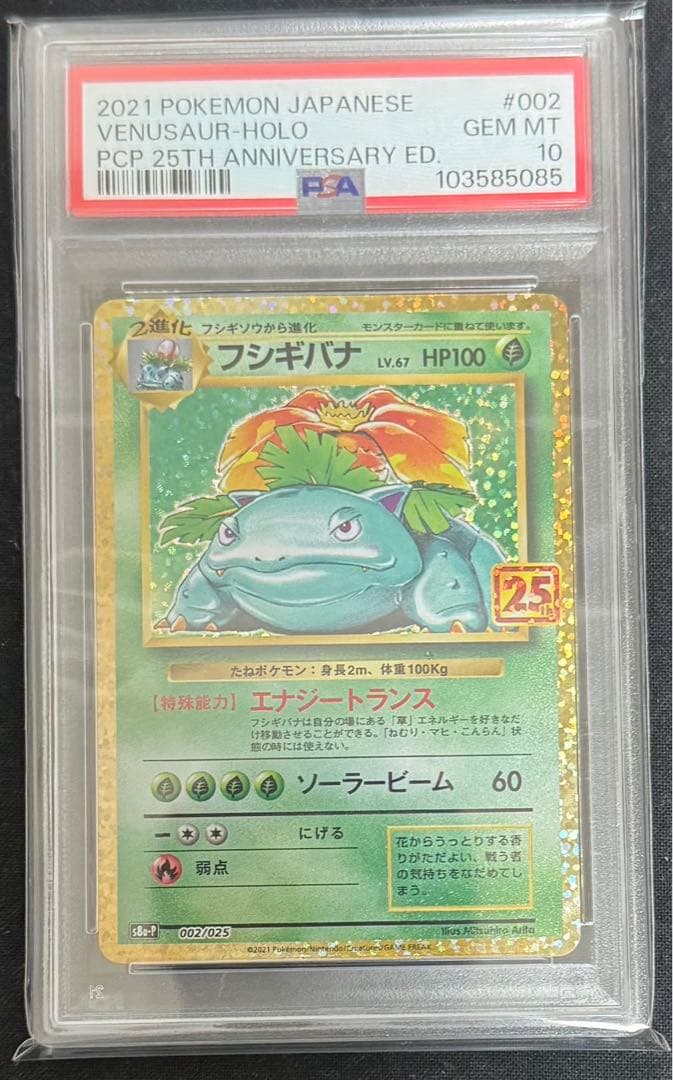 2021 POKEMON JAPANESE #002
VENUSAUR-HOLO GEM MT
PCP 25TH ANNIVERSARY ED. 10
PSA 103585085
2進化 フシギソウから進化 モンスターカードに重ねて使います。
フシギバナ LV.67 HP100
25th
たねポケモン：身長2m、体重100Kg
【特殊能力】エナジートランス
フシギバナは自分の場にある「草」エネルギーを好きなだ
け移動させることができる。「ねむり・マヒ・こんらん」状
態の時には使えない。
ソーラービーム 60
にげる
弱点
花からうっとりする香
りがただよい、戦う者
の気持ちをなだめてし
まう。
s8a-P 002/025 Illus.Mitsuhiro Arita
©2021 Pokémon/Nintendo/Creatures/GAME FREAK